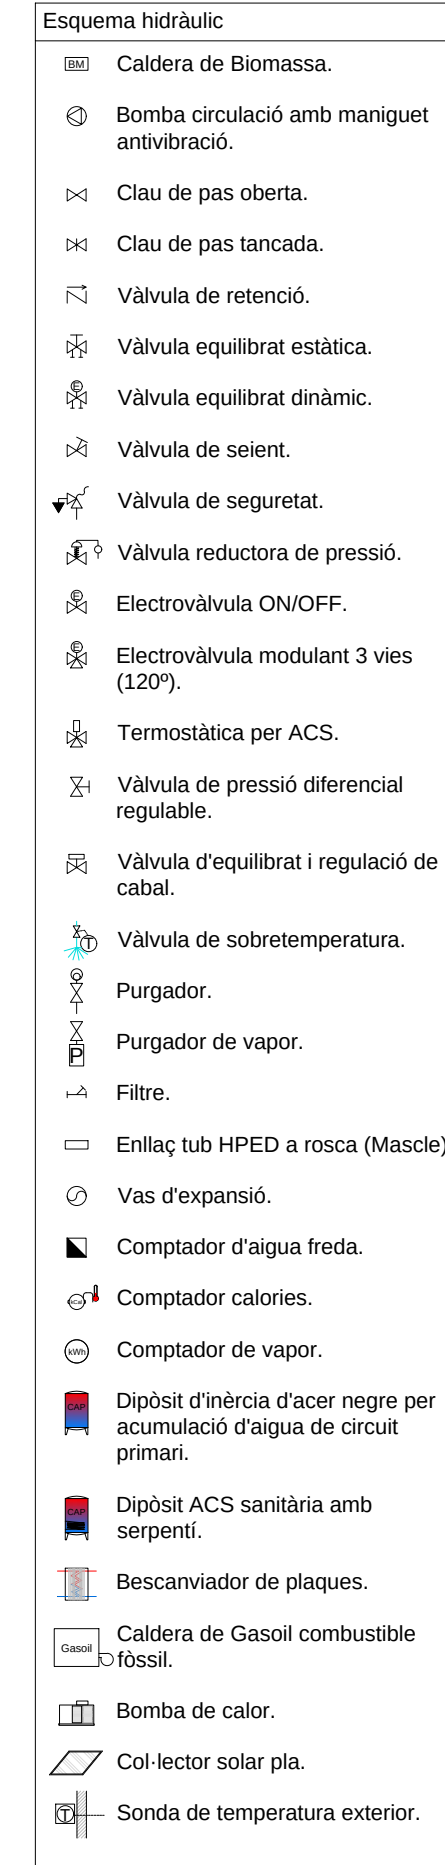 Esquema hidràulic
BM Caldera de Biomassa.
Bomba circulació amb maniguet
antivibració.
Clau de pas oberta.
Clau de pas tancada.
Vàlvula de retenció.
Vàlvula equilibrat estàtica.
E Vàlvula equilibrat dinàmic.
Vàlvula de seient.
Vàlvula de seguretat.
Vàlvula reductora de pressió.
E Electrovàlvula ON/OFF.
E Electrovàlvula modulant 3 vies
(120º).
Termostàtica per ACS.
Vàlvula de pressió diferencial
regulable.
Vàlvula d'equilibrat i regulació de
cabal.
T Vàlvula de sobretemperatura.
Purgador.
P Purgador de vapor.
Filtre.
Enllaç tub HPED a rosca (Mascle)
Vas d'expansió.
Comptador d'aigua freda.
kCal Comptador calories.
kWh Comptador de vapor.
CAP Dipòsit d'inèrcia d'acer negre per
acumulació d'aigua de circuit
primari.
CAP Dipòsit ACS sanitària amb
serpentí.
Bescanviador de plaques.
Gasoil Caldera de Gasoil combustible
fòssil.
Bomba de calor.
Col·lector solar pla.
T Sonda de temperatura exterior.